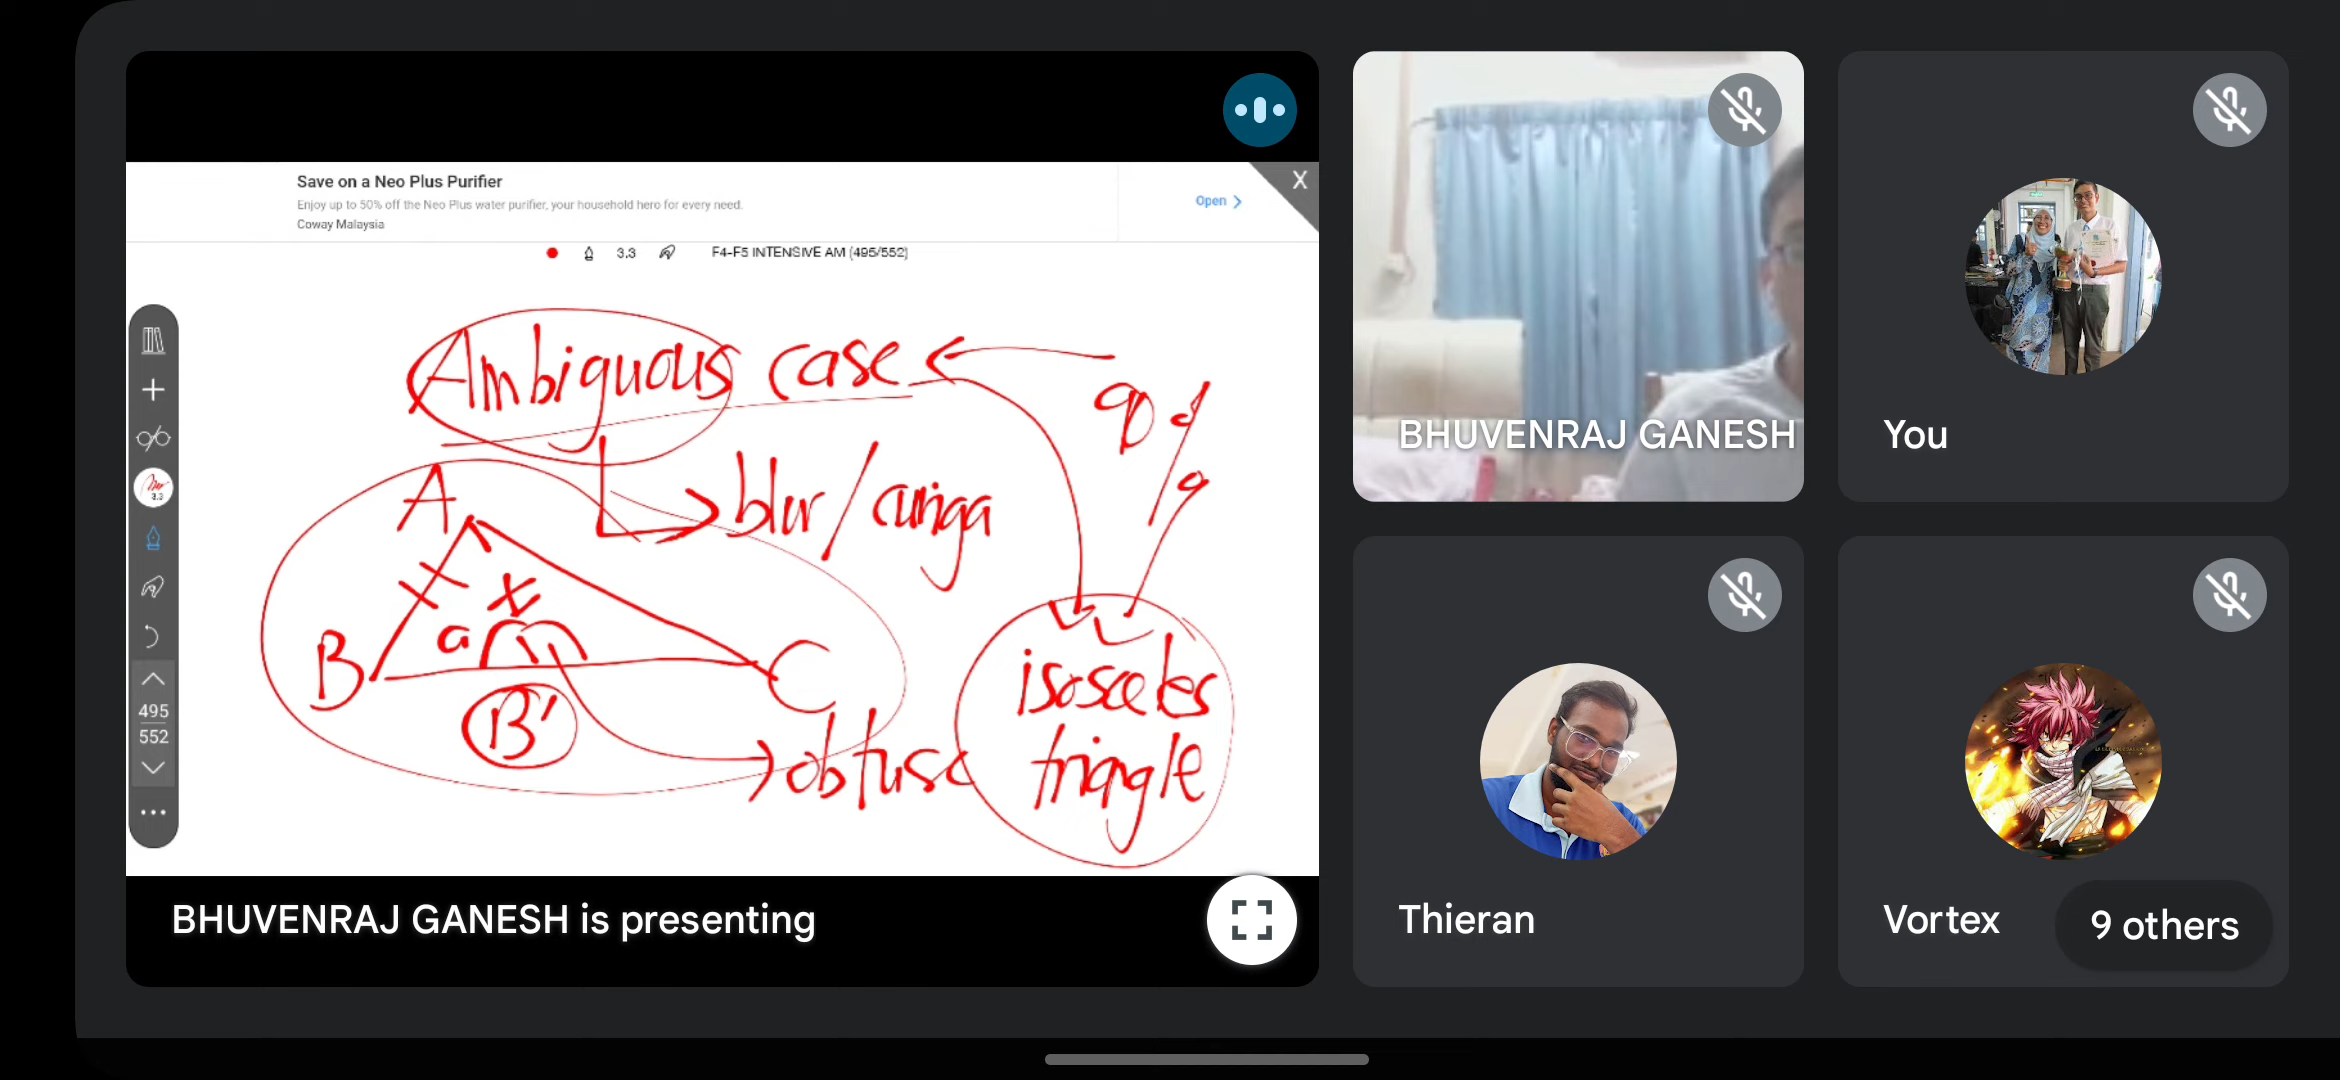 Save on a Neo Plus Purifier
Enjoy up to 50% off the Neo Plus water purifier, your household hero for every need.
Coway Malaysia
Open
X
3.3 F4-F5 INTENSIVE AM (495/552)
Ambiguous case
A
blur /
B
a
x
C
B'
obtuse
isosceles
triangle
3.3
495
552
BHUVENRAJ GANESH is presenting
BHUVENRAJ GANESH
You
Thieran
Vortex
9 others